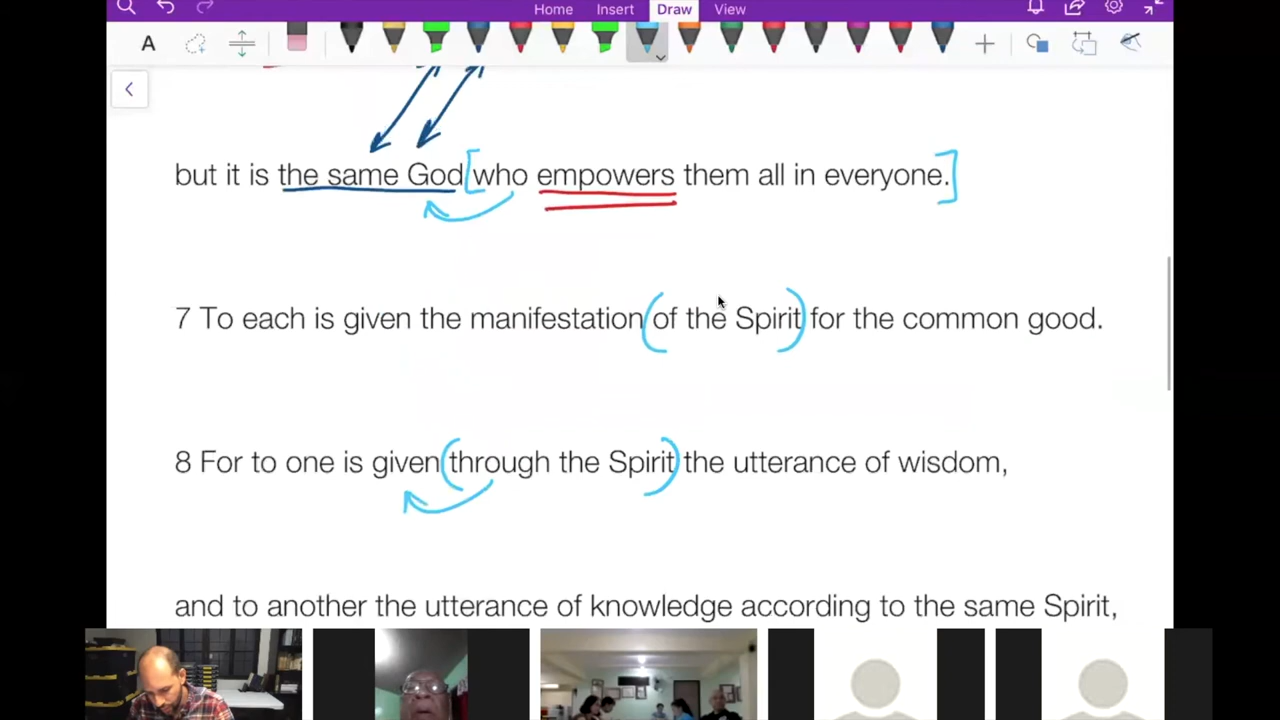 Home Insert Draw View
A
but it is the same God who empowers them all in everyone.
7 To each is given the manifestation of the Spirit for the common good.
8 For to one is given through the Spirit the utterance of wisdom,
and to another the utterance of knowledge according to the same Spirit,